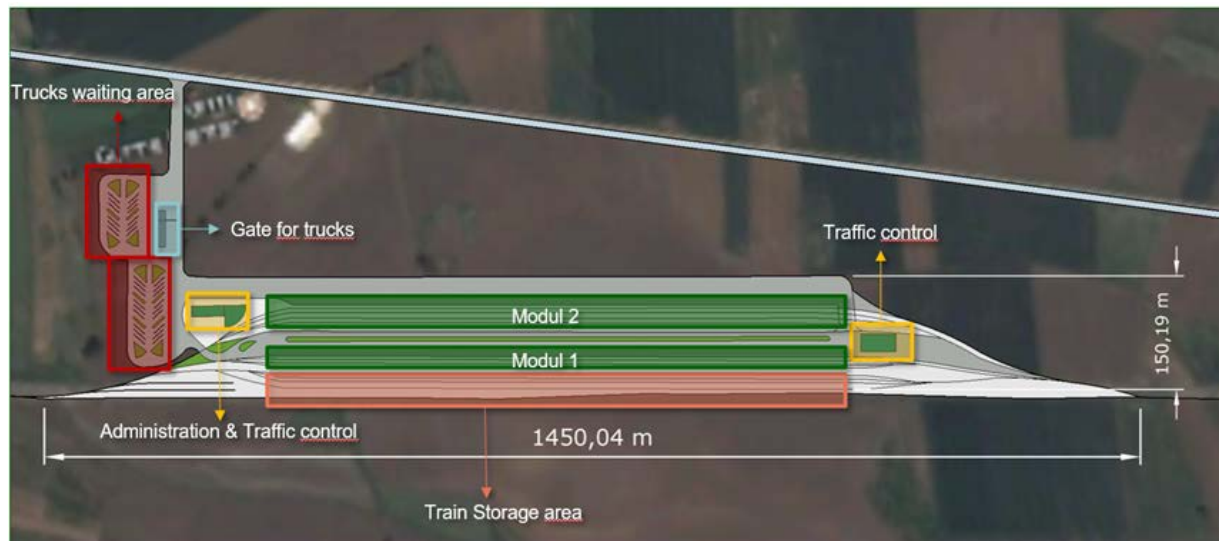 Trucks waiting area
Gate for trucks
Traffic control
Modul 2
Modul 1
150,19 m
Administration & Traffic control
1450,04 m
Train Storage area